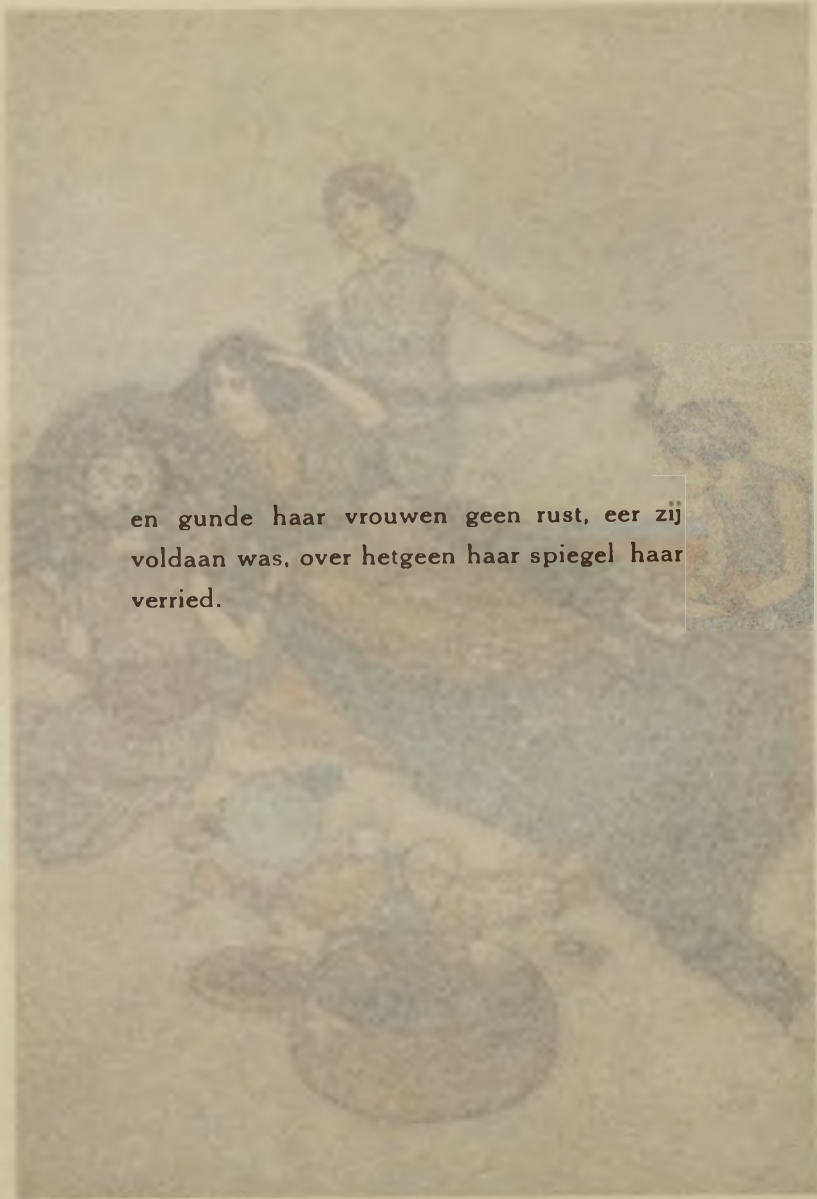 en gunde haar vrouwen geen rust, eer zij
voldaan was, over hetgeen haar spiegel haar
verried.